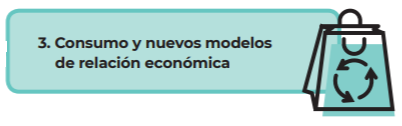 3. Consumo y nuevos modelos
de relación económica